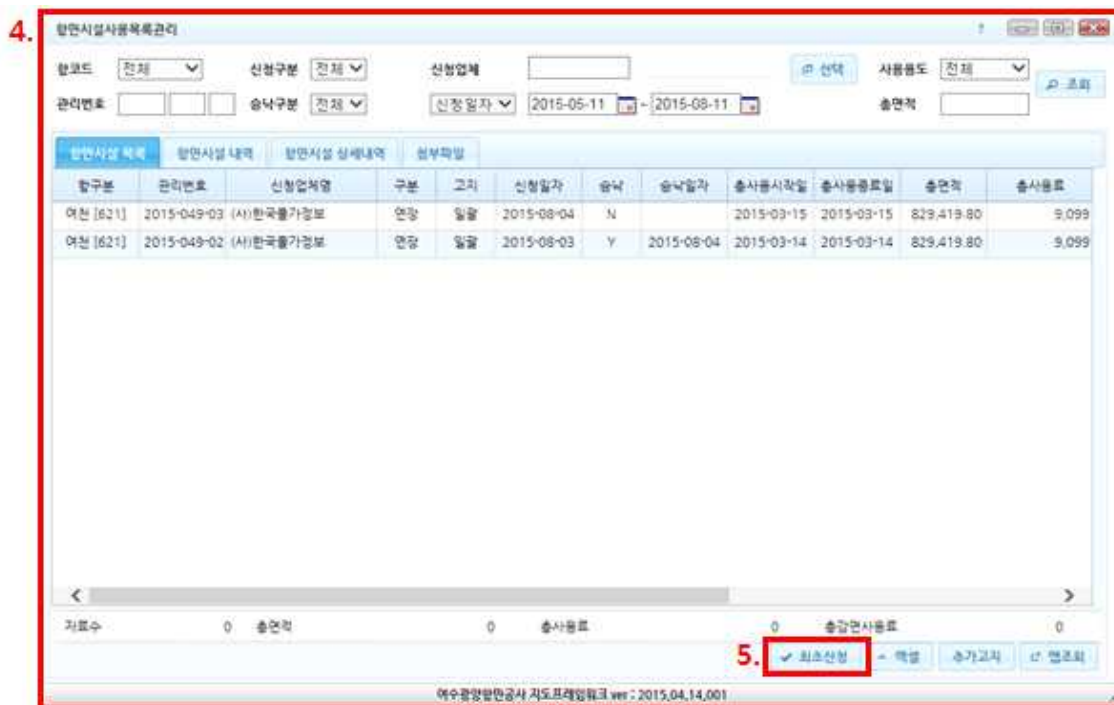 4.
항만시설사용목록관리
항코드 전체 신청구분 전체 신청업체 선택 사용용도 전체 조회
관리번호 승낙구분 전체 신청일자 2015-05-11 ~ 2015-08-11 총면적
항만시설 목록 항만시설 내역 항만시설 상세내역 첨부파일
항구분 관리번호 신청업체명 구분 고지 신청일자 승낙 승낙일자 총사용시작일 총사용종료일 총면적 총사용료
여천 [621] 2015-049-03 (사)한국물가정보 연장 일괄 2015-08-04 N 2015-03-15 2015-03-15 829,419.80 9,099
여천 [621] 2015-049-02 (사)한국물가정보 연장 일괄 2015-08-03 Y 2015-08-04 2015-03-14 2015-03-14 829,419.80 9,099
자료수 0 총면적 0 총사용료 0 총감면사용료 0
5. 최초신청 엑셀 추가고지 맵조회
여수광양항만공사 지도프레임워크 ver : 2015.04.14.001